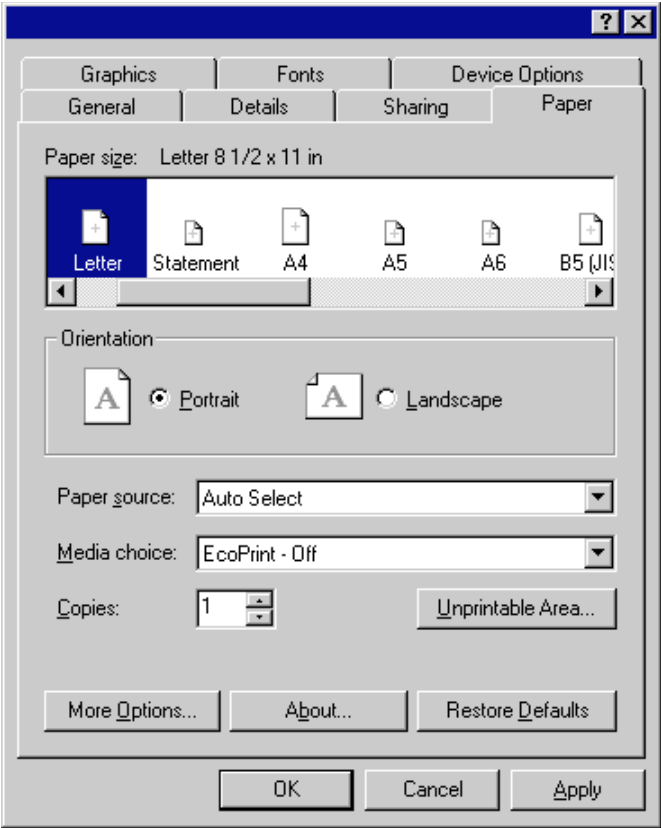 Graphics Fonts Device Options
General Details Sharing Paper
Paper size: Letter 8 1/2 x 11 in
Letter Statement A4 A5 A6 B5 (JIS
Orientation
A Portrait A Landscape
Paper source: Auto Select
Media choice: EcoPrint - Off
Copies: 1 Unprintable Area...
More Options... About... Restore Defaults
OK Cancel Apply